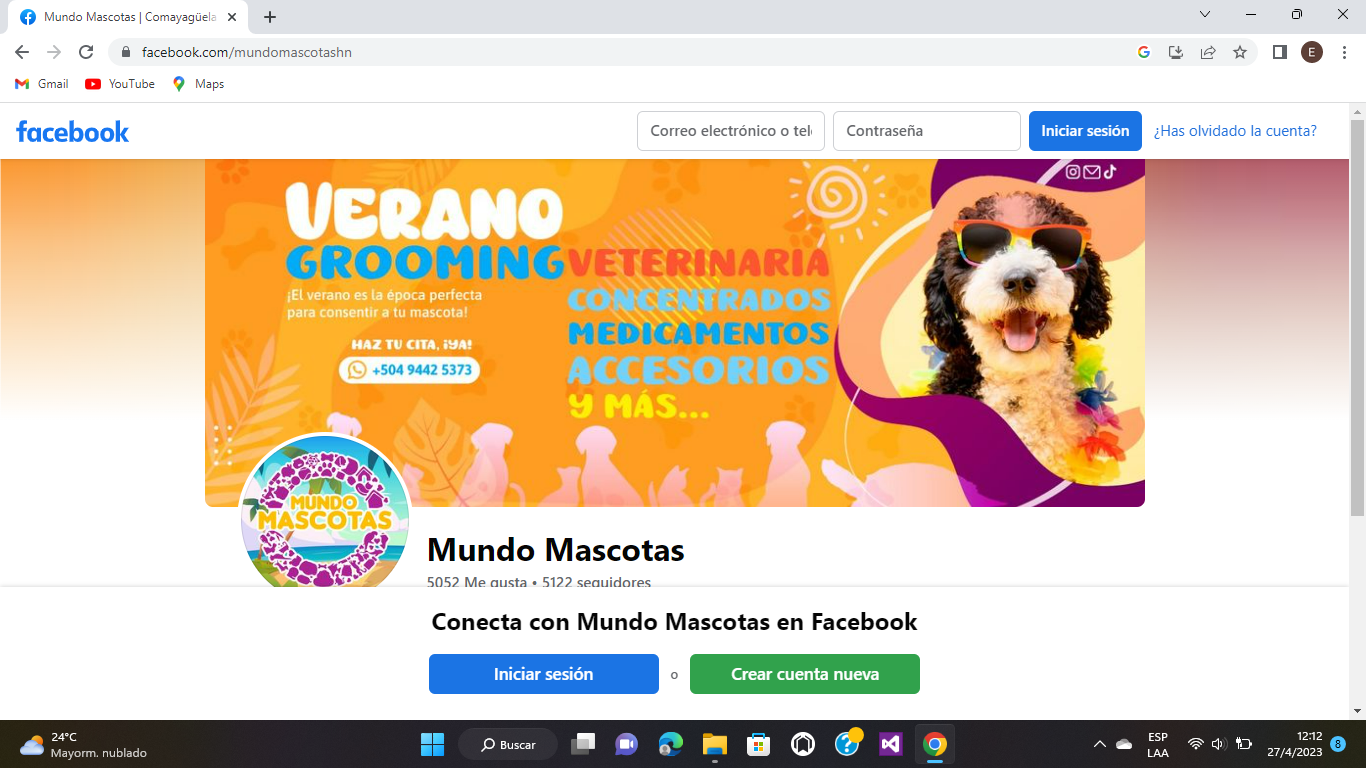 Mundo Mascotas | Comayagüela
facebook.com/mundomascotashn
E
Gmail
YouTube
Maps
facebook
Correo electrónico o telé
Contraseña
Iniciar sesión
¿Has olvidado la cuenta?
VERANO
GROOMING
¡El verano es la época perfecta
para consentir a tu mascota!
HAZ TU CITA, ¡YA!
+504 9442 5373
VETERINARIA
CONCENTRADOS
MEDICAMENTOS
ACCESORIOS
Y MÁS...
MUNDO
MASCOTAS
Mundo Mascotas
5052 Me gusta • 5122 seguidores
Conecta con Mundo Mascotas en Facebook
Iniciar sesión
o
Crear cuenta nueva
24°C
Mayorm. nublado
Buscar
ESP
LAA
12:12
27/4/2023
8